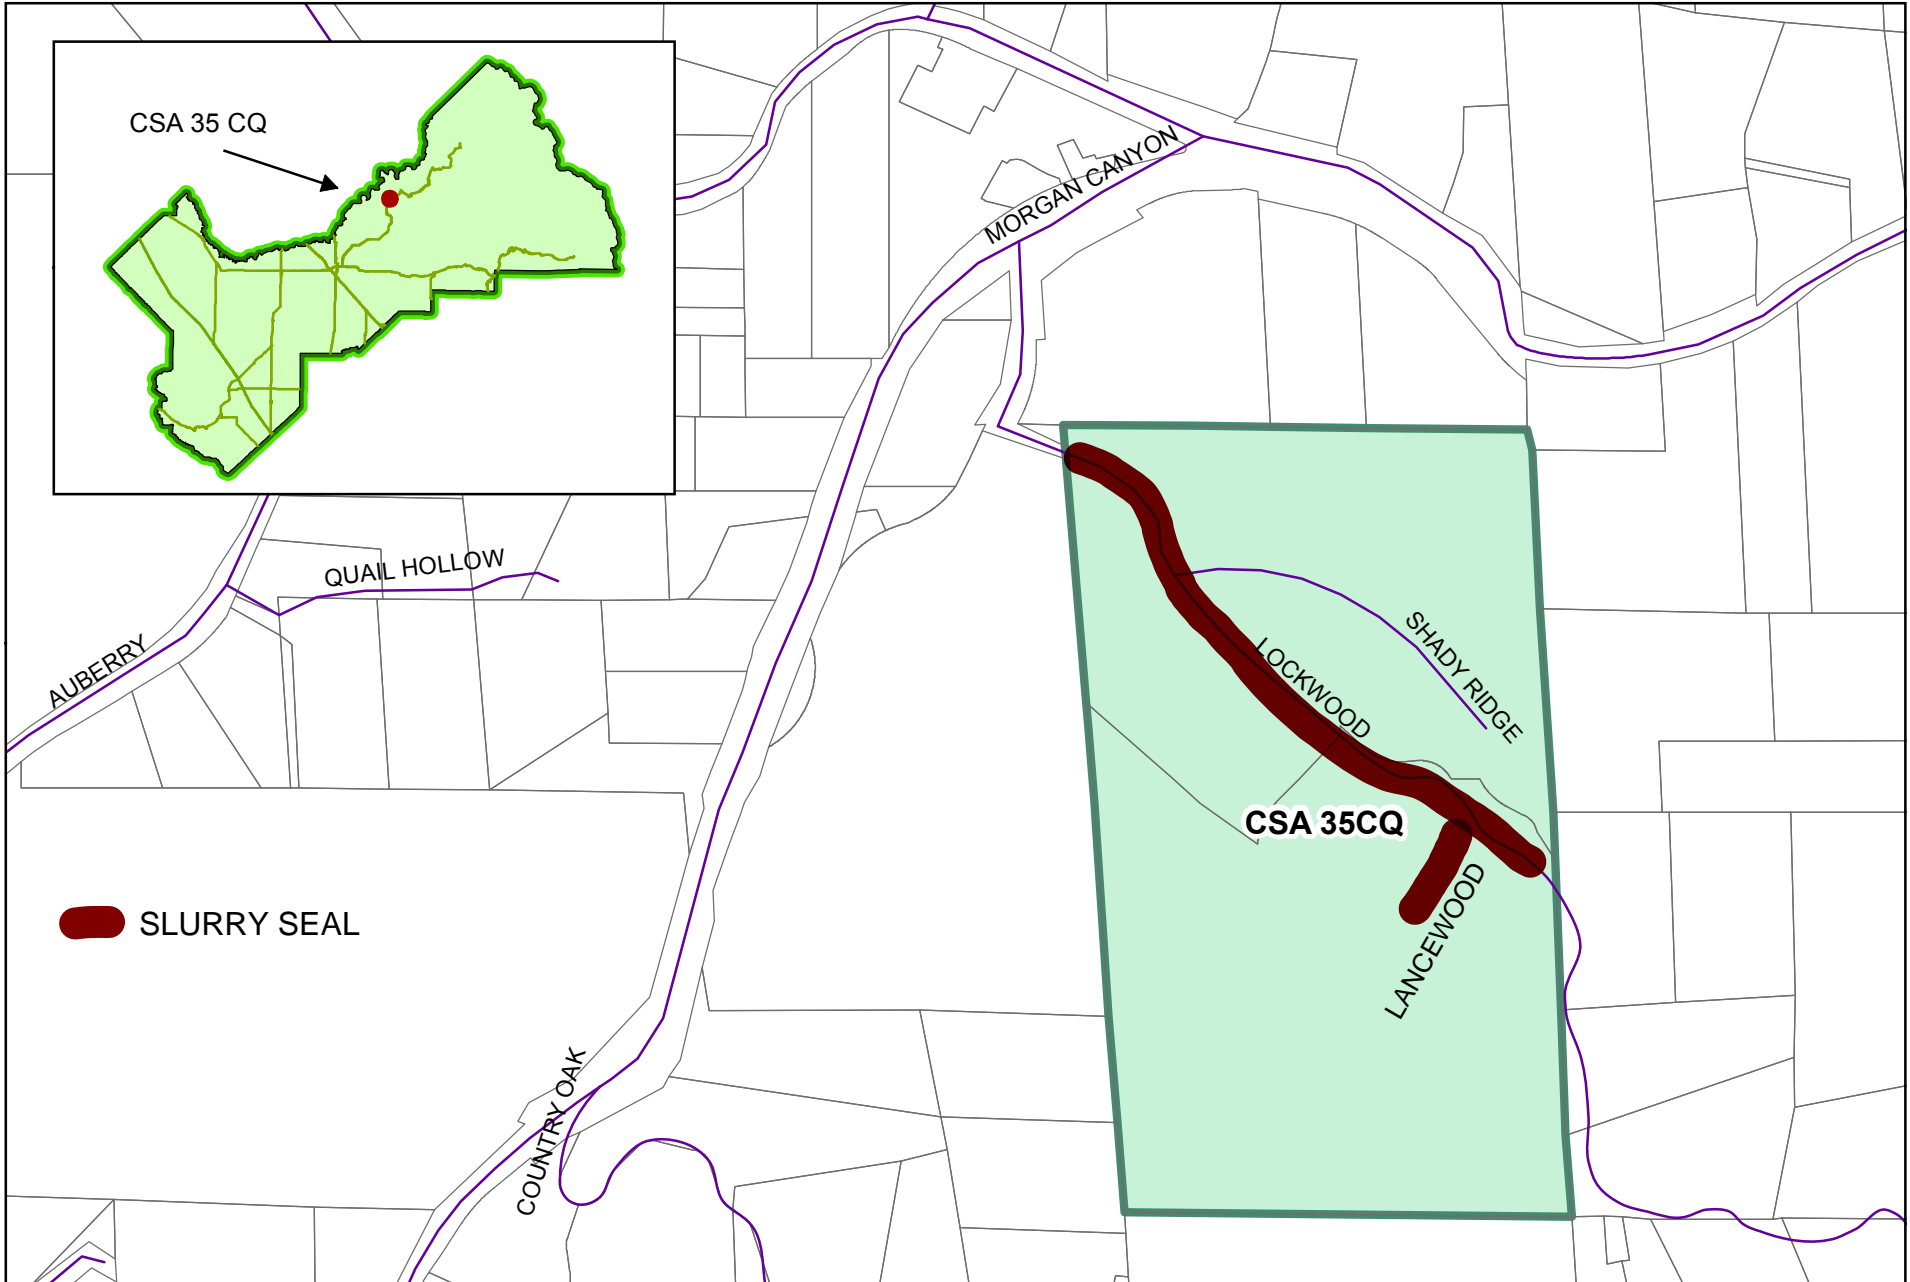 CSA 35 CQ
MORGAN CANYON
QUAIL HOLLOW
AUBERRY
SHADY RIDGE
LOCKWOOD
CSA 35CQ
LANCEWOOD
SLURRY SEAL
COUNTRY OAK